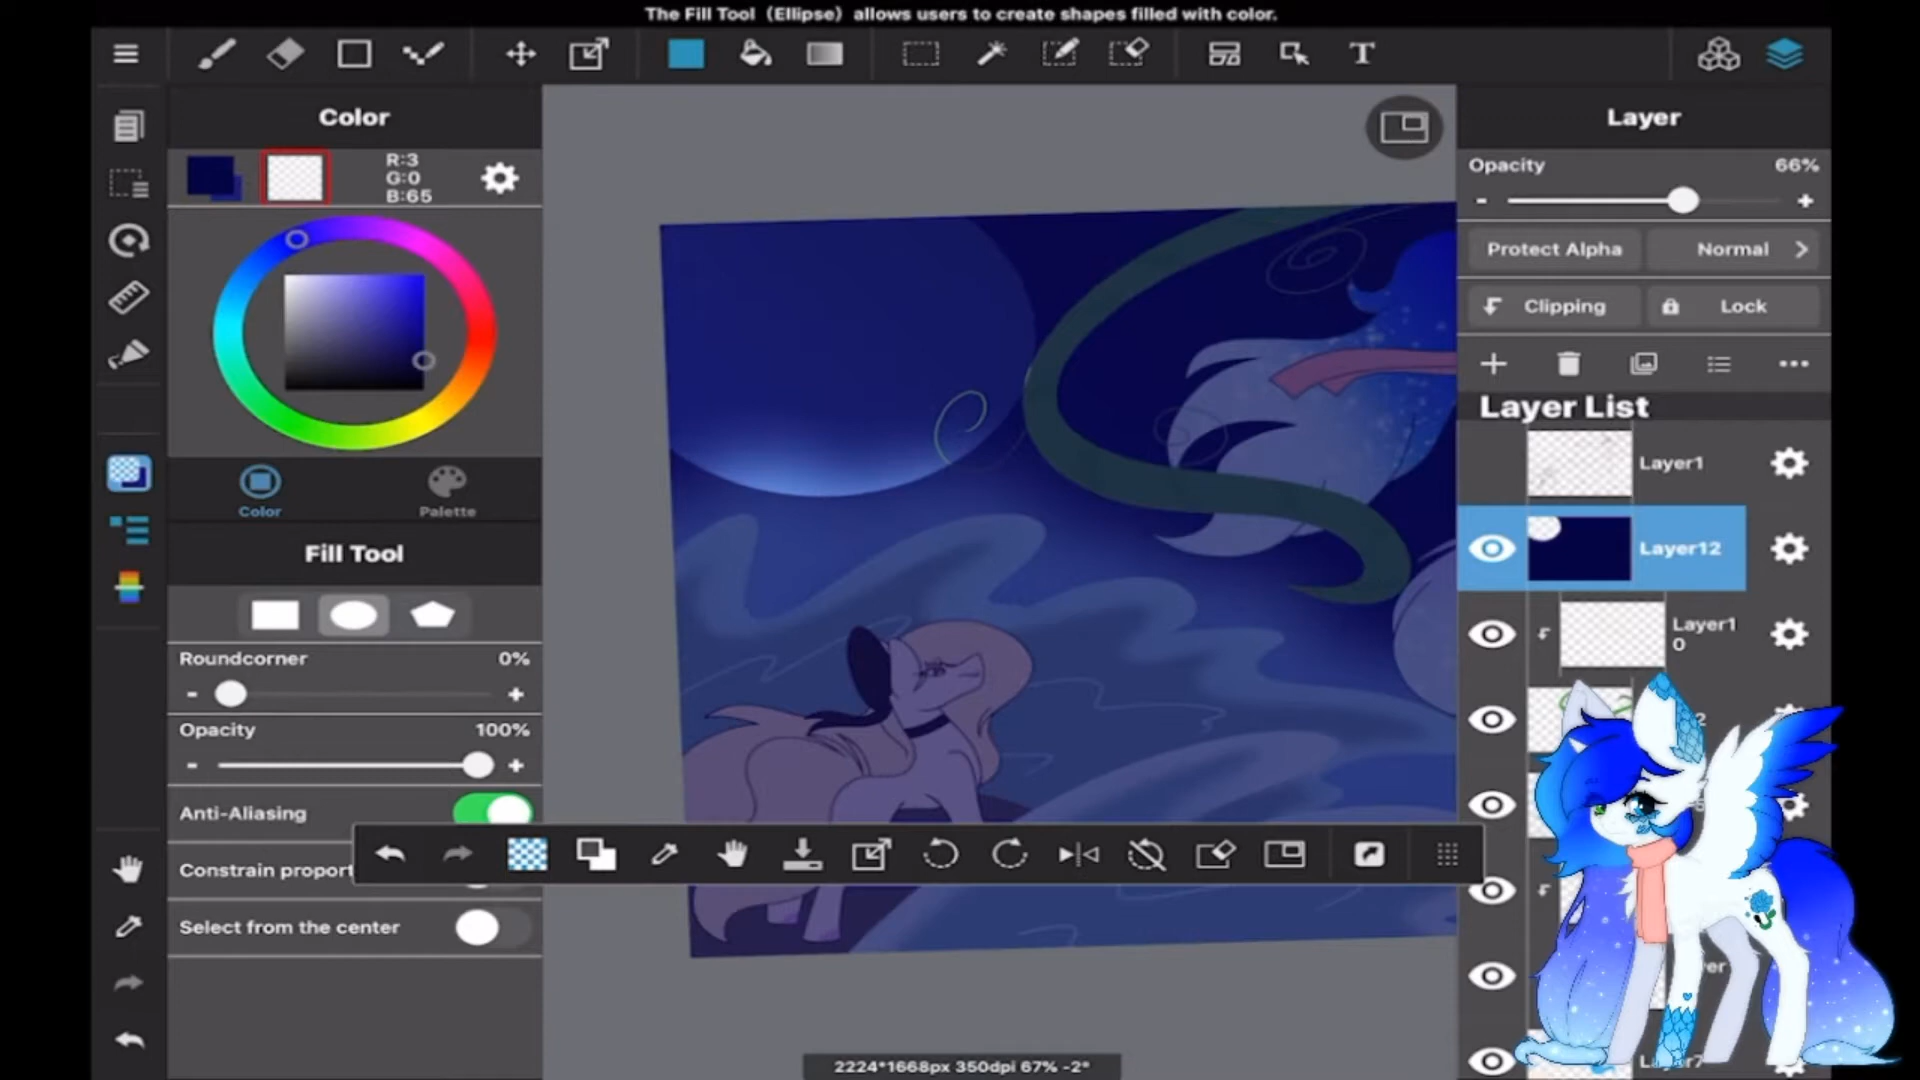 The Fill Tool (Ellipse) allows users to create shapes filled with color.
T
Color
R:3
G:0
B:65
Color
Palette
Fill Tool
Roundcorner 0%
- +
Opacity 100%
- +
Anti-Aliasing
Constrain proport
Select from the center
2224*1668px 350dpi 67% -2°
Layer
Opacity 66%
- +
Protect Alpha
Normal
Clipping
Lock
Layer List
Layer1
Layer12
Layer1
0
2